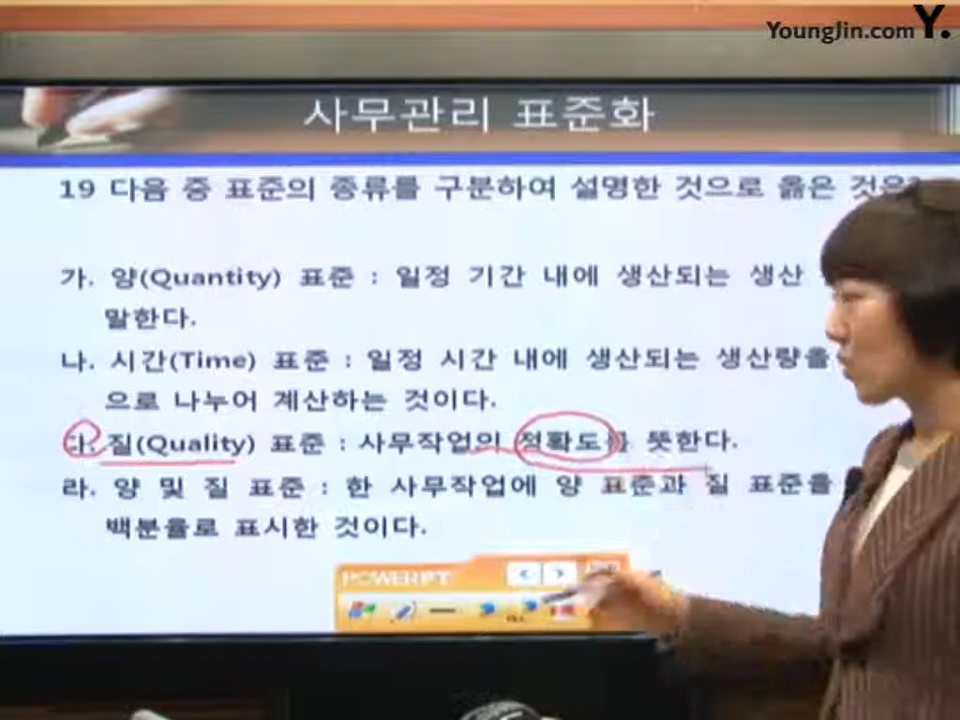 YoungJin.com Y.
사무관리 표준화
19 다음 중 표준의 종류를 구분하여 설명한 것으로 옳은 것은?
가. 양(Quantity) 표준 : 일정 기간 내에 생산되는 생산
말한다.
나. 시간(Time) 표준 : 일정 시간 내에 생산되는 생산량을
으로 나누어 계산하는 것이다.
다. 질(Quality) 표준 : 사무작업의 정확도를 뜻한다.
라. 양 및 질 표준 : 한 사무작업에 양 표준과 질 표준을
백분율로 표시한 것이다.
POWERPT